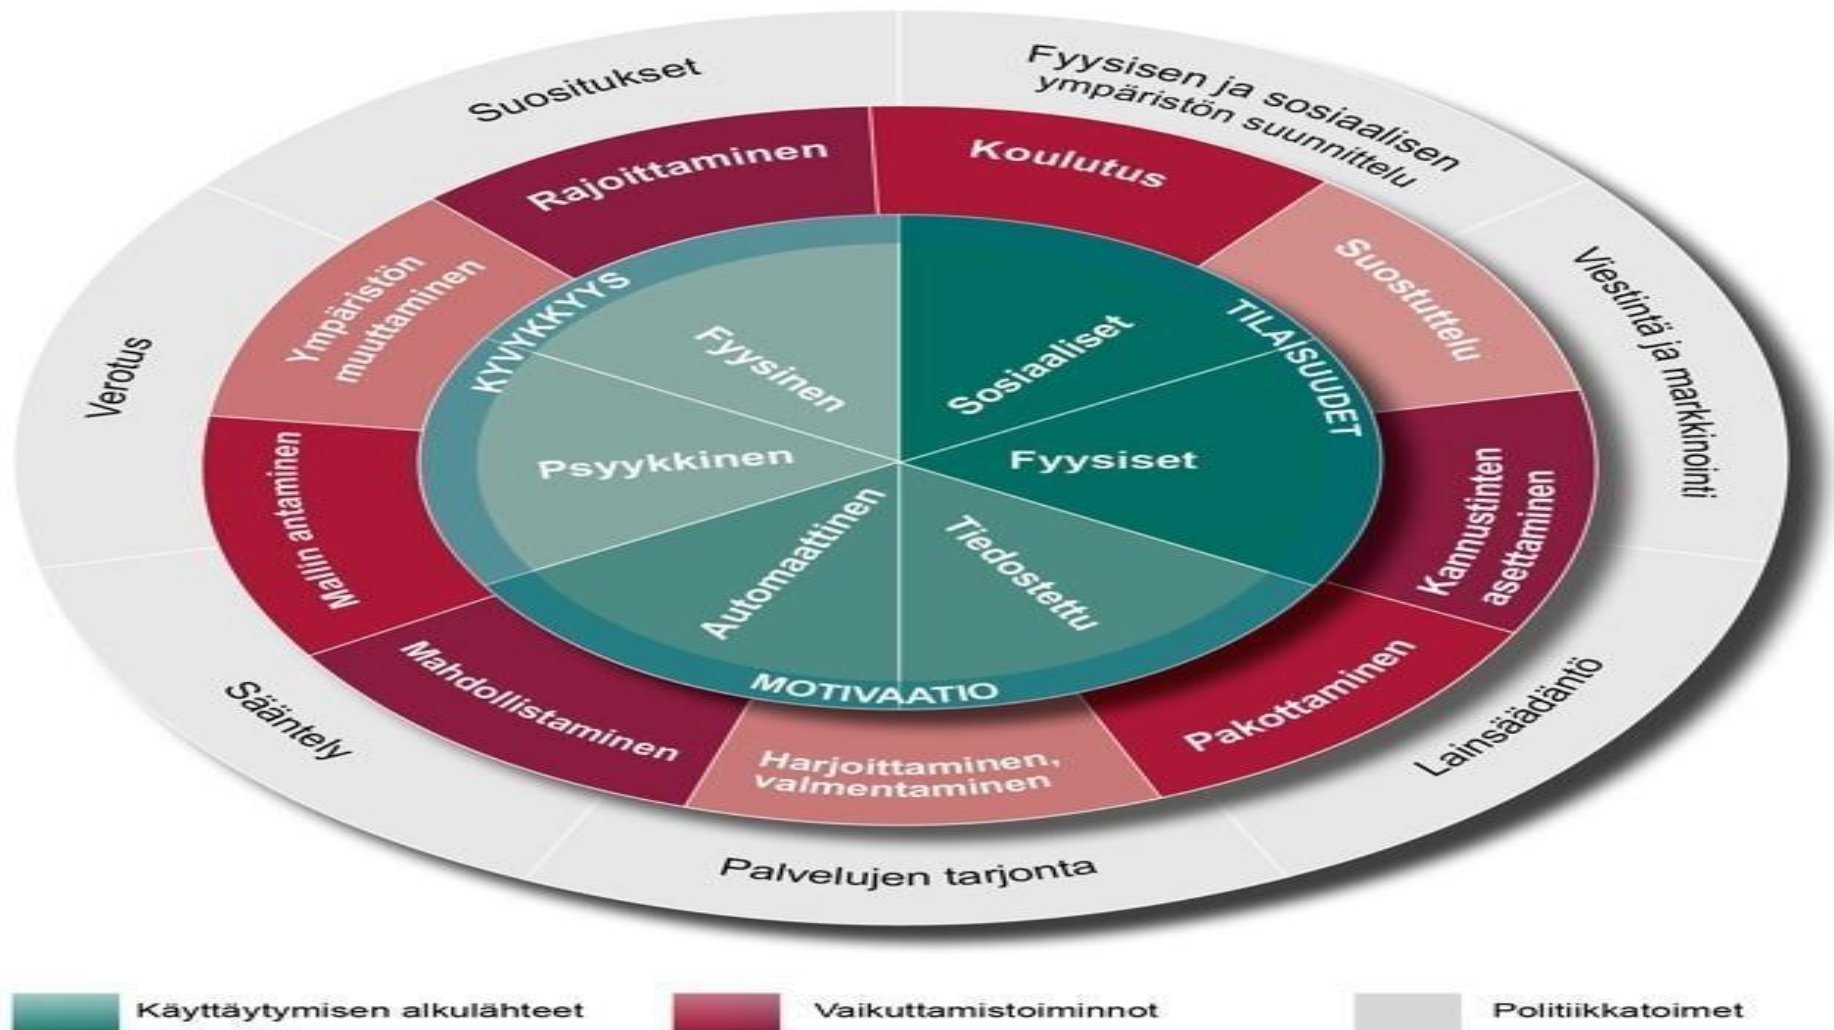 Suositukset
Fyysisen ja sosiaalisen
ympäristön suunnittelu
Viestintä ja markkinointi
Lainsäädäntö
Palvelujen tarjonta
Sääntely
Verotus
Rajoittaminen
Koulutus
Suostuttelu
Kannustinten
asettaminen
Pakottaminen
Harjoittaminen,
valmentaminen
Mahdollistaminen
Mallin antaminen
Ympäristön
muuttaminen
KYVYKKYYS
TILAISUUDET
MOTIVAATIO
Fyysinen
Sosiaaliset
Psyykkinen
Fyysiset
Automaattinen
Tiedostettu
Käyttäytymisen alkulähteet
Vaikuttamistoiminnot
Politiikkatoimet